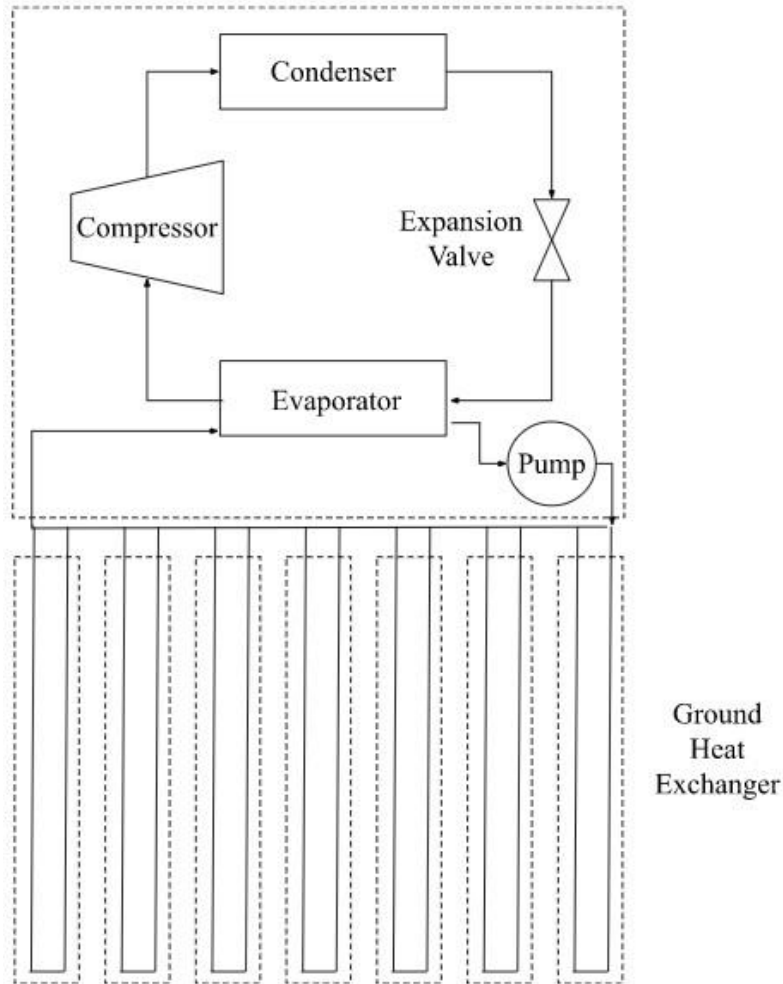 Condenser
Compressor
Expansion
Valve
Evaporator
Pump
Ground
Heat
Exchanger